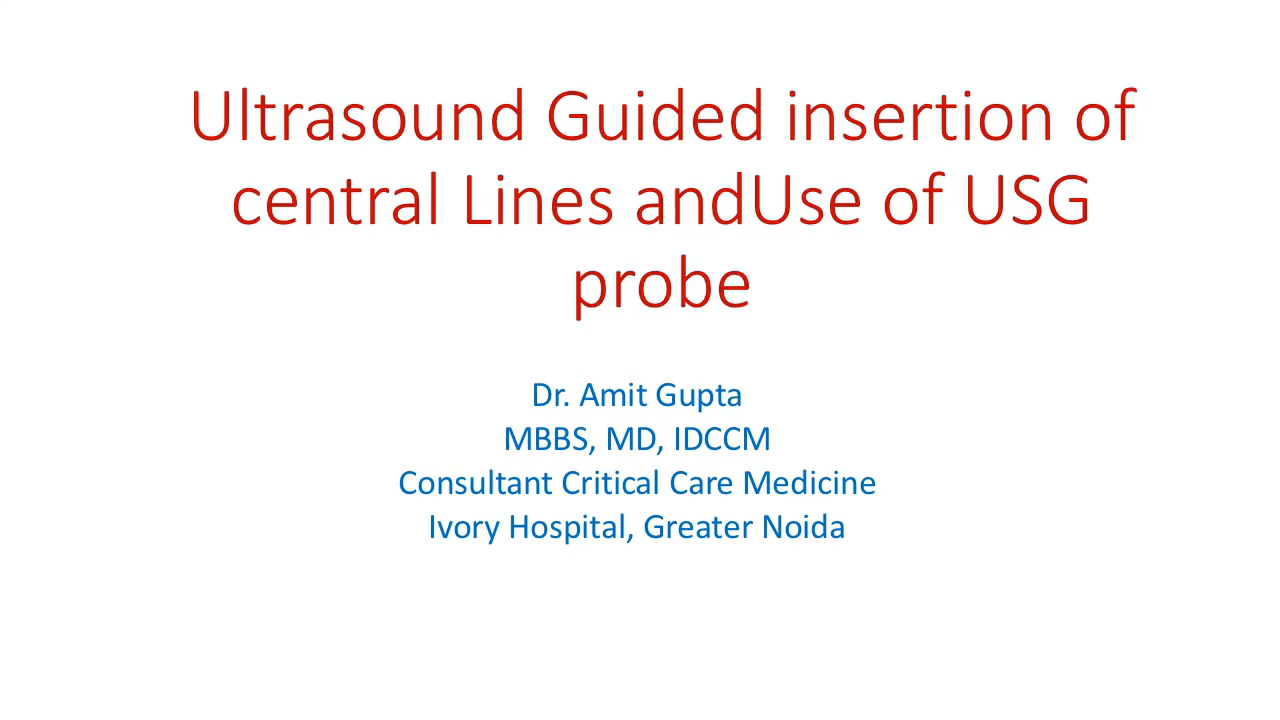 Ultrasound Guided insertion of
central Lines andUse of USG
probe
Dr. Amit Gupta
MBBS, MD, IDCCM
Consultant Critical Care Medicine
Ivory Hospital, Greater Noida